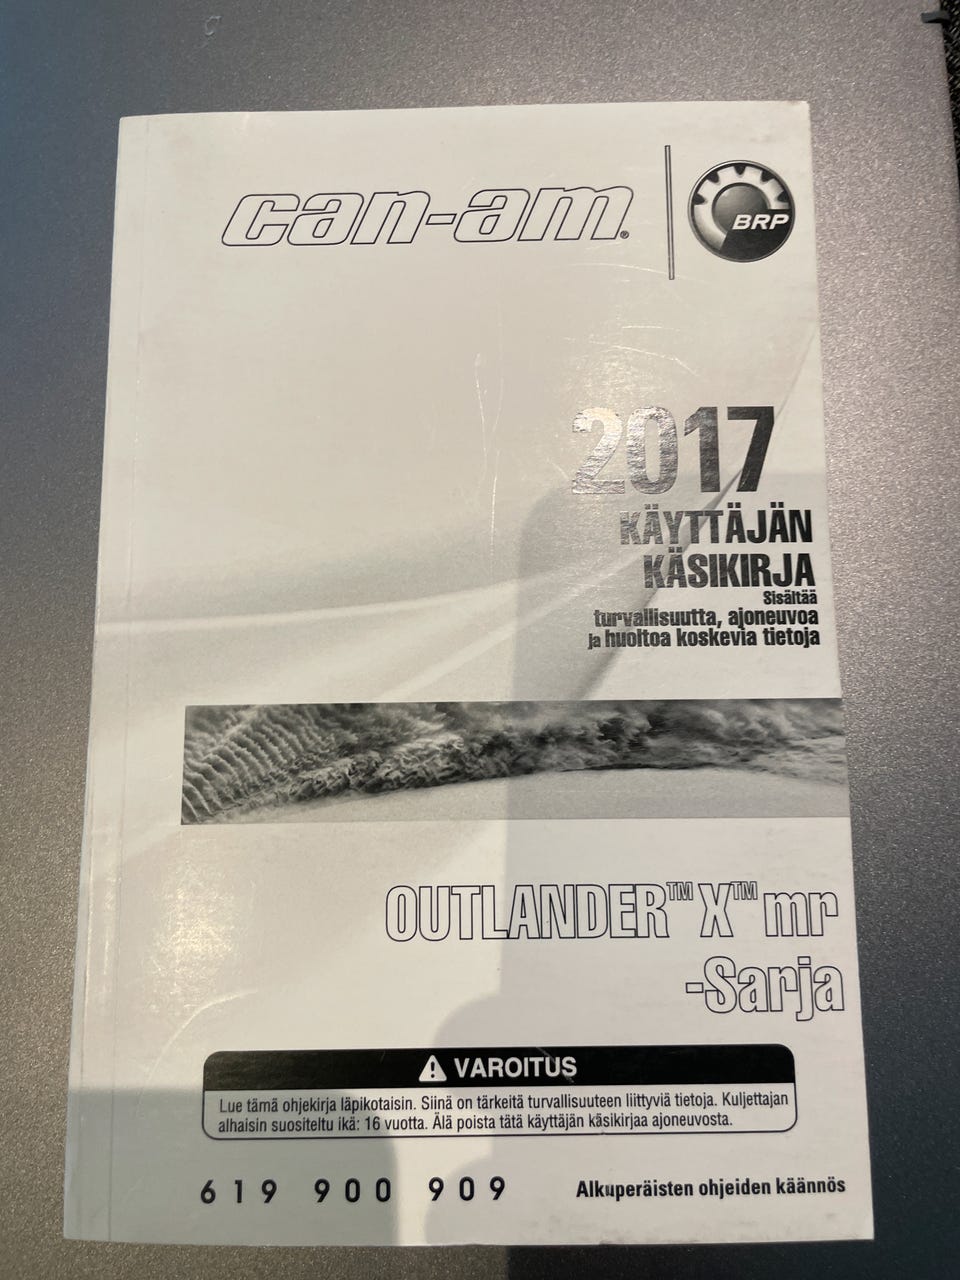 can-am®
BRP
2017
KÄYTTÄJÄN
KÄSIKIRJA
Sisältää
turvallisuutta, ajoneuvoa
ja huoltoa koskevia tietoja
OUTLANDER™ X™ mr
-Sarja
VAROITUS
Lue tämä ohjekirja läpikotaisin. Siinä on tärkeitä turvallisuuteen liittyviä tietoja. Kuljettajan
alhaisin suositeltu ikä: 16 vuotta. Älä poista tätä käyttäjän käsikirjaa ajoneuvosta.
619 900 909
Alkuperäisten ohjeiden käännös